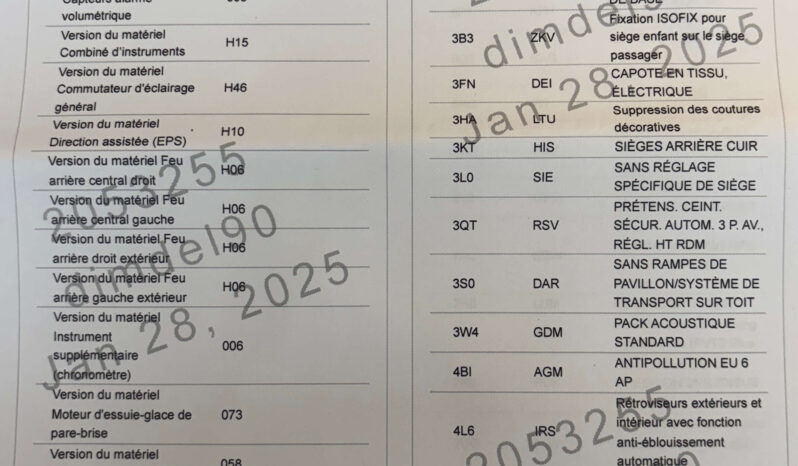 Capteurs alarme
volumétrique
Version du matériel
Combiné d'instruments
H15
Version du matériel
Commutateur d'éclairage
général
H46
Version du matériel
Direction assistée (EPS)
H10
Version du matériel Feu
arrière central droit
H06
Version du matériel Feu
arrière central gauche
H06
Version du matériel Feu
arrière droit extérieur
H06
Version du matériel Feu
arrière gauche extérieur
H06
Version du matériel
Instrument
supplémentaire
(chronomètre)
006
Version du matériel
Moteur d'essuie-glace de
pare-brise
073
Version du matériel
058
DE BASE
3B3 ZKV
Fixation ISOFIX pour
siège enfant sur le siège
passager
3FN DEI
CAPOTE EN TISSU,
ÉLECTRIQUE
3HA LTU
Suppression des coutures
décoratives
3KT HIS SIÈGES ARRIÈRE CUIR
3L0 SIE
SANS RÉGLAGE
SPÉCIFIQUE DE SIÈGE
3QT RSV
PRÉTENS. CEINT.
SÉCUR. AUTOM. 3 P. AV.,
RÉGL. HT RDM
3S0 DAR
SANS RAMPES DE
PAVILLON/SYSTÈME DE
TRANSPORT SUR TOIT
3W4 GDM
PACK ACOUSTIQUE
STANDARD
4BI AGM
ANTIPOLLUTION EU 6
AP
4L6 IRS
Rétroviseurs extérieurs et
intérieur avec fonction
anti-éblouissement
automatique
2053255
dimdel90
Jan 28, 2025
dimdel90
Jan 28, 2025
2053255